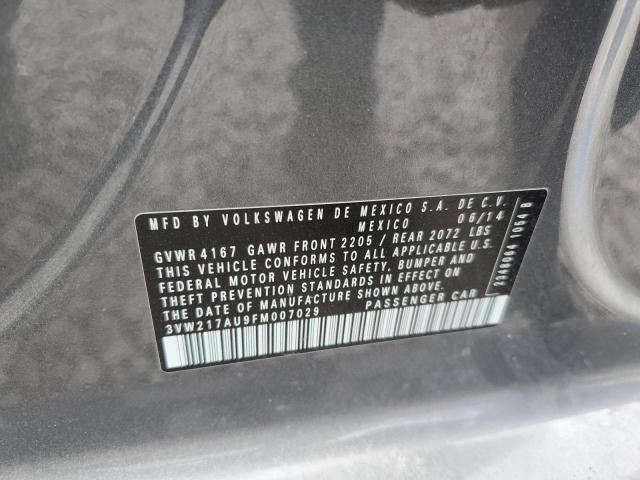 MFD BY VOLKSWAGEN DE MEXICO S.A. DE C.V.
MEXICO 06/14
GVWR 4167 GAWR FRONT 2205 / REAR 2072 LBS
THIS VEHICLE CONFORMS TO ALL APPLICABLE U.S.
FEDERAL MOTOR VEHICLE SAFETY, BUMPER AND
THEFT PREVENTION STANDARDS IN EFFECT ON
THE DATE OF MANUFACTURE SHOWN ABOVE.
3VW217AU9FM007029 PASSENGER CAR
1054 B